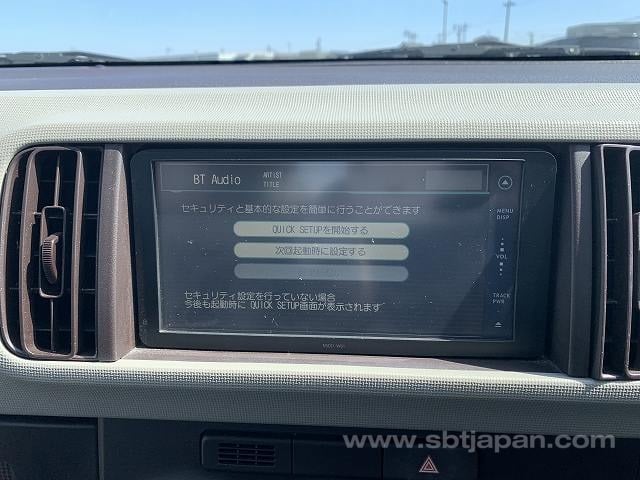 BT Audio
ARTIST
TITLE
セキュリティと基本的な設定を簡単に行うことができます
MENU
DISP
QUICK SETUPを開始する
次回起動時に設定する
VOL
セキュリティ設定を行っていない場合
今後も起動時に QUICK SETUP画面が表示されます
TRACK
PWR
www.sbtjapan.com